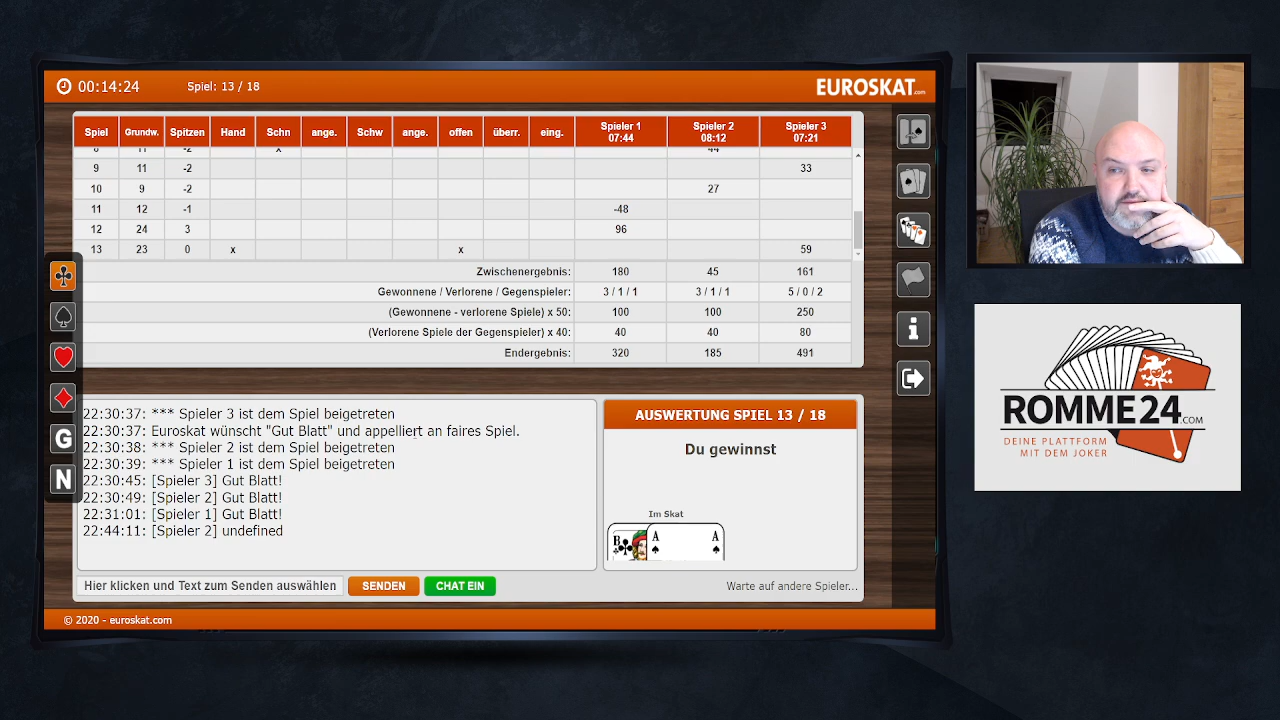 00:14:24 Spiel: 13 / 18 EUROSKAT.com
Spiel Grundw. Spitzen Hand Schn ange. Schw ange. offen überr. eing. Spieler 1 07:44 Spieler 2 08:12 Spieler 3 07:21
8 11 -2 x 44
9 11 -2 33
10 9 -2 27
11 12 -1 -48
12 24 3 96
13 23 0 x x 59
Zwischenergebnis: 180 45 161
Gewonnene / Verlorene / Gegenspieler: 3 / 1 / 1 3 / 1 / 1 5 / 0 / 2
(Gewonnene - verlorene Spiele) x 50: 100 100 250
(Verlorene Spiele der Gegenspieler) x 40: 40 40 80
Endergebnis: 320 185 491
G
N
22:30:37: *** Spieler 3 ist dem Spiel beigetreten
22:30:37: Euroskat wünscht "Gut Blatt" und appelliert an faires Spiel.
22:30:38: *** Spieler 2 ist dem Spiel beigetreten
22:30:39: *** Spieler 1 ist dem Spiel beigetreten
22:30:45: [Spieler 3] Gut Blatt!
22:30:49: [Spieler 2] Gut Blatt!
22:31:01: [Spieler 1] Gut Blatt!
22:44:11: [Spieler 2] undefined
Hier klicken und Text zum Senden auswählen SENDEN CHAT EIN
AUSWERTUNG SPIEL 13 / 18
Du gewinnst
Im Skat
B A A
Warte auf andere Spieler...
© 2020 - euroskat.com
ROMME24.COM
DEINE PLATTFORM
MIT DEM JOKER